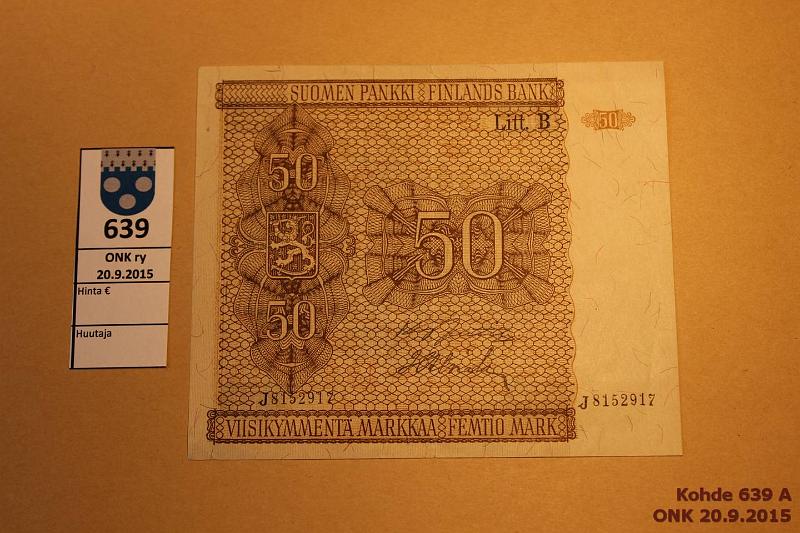 SUOMEN PANKKI FINLANDS BANK
Litt. B
50
50
50
50
J8152917
J8152917
VIISIKYMMENTÄ MARKKAA FEMTIO MARK
639
ONK ry
20.9.2015
Hinta €
Huutaja
Kohde 639 A
ONK 20.9.2015